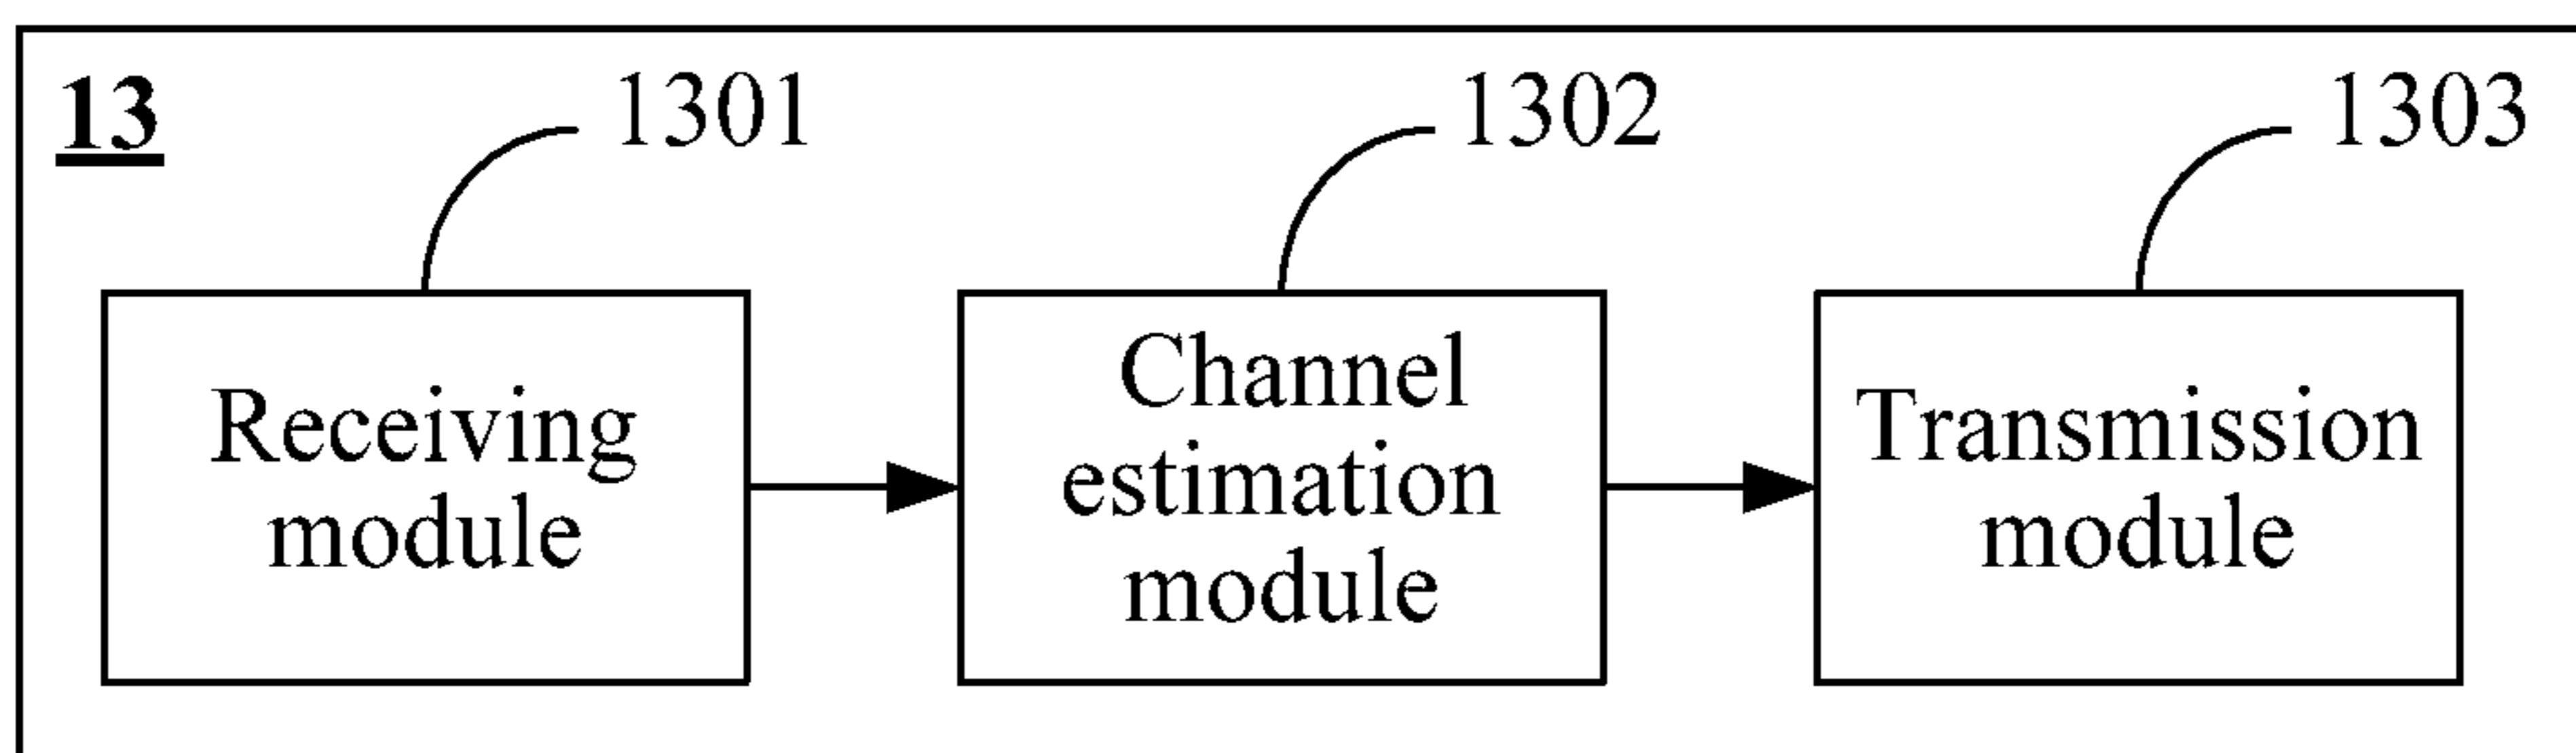 13
1301
1302
1303
Receiving
module
Channel
estimation
module
Transmission
module